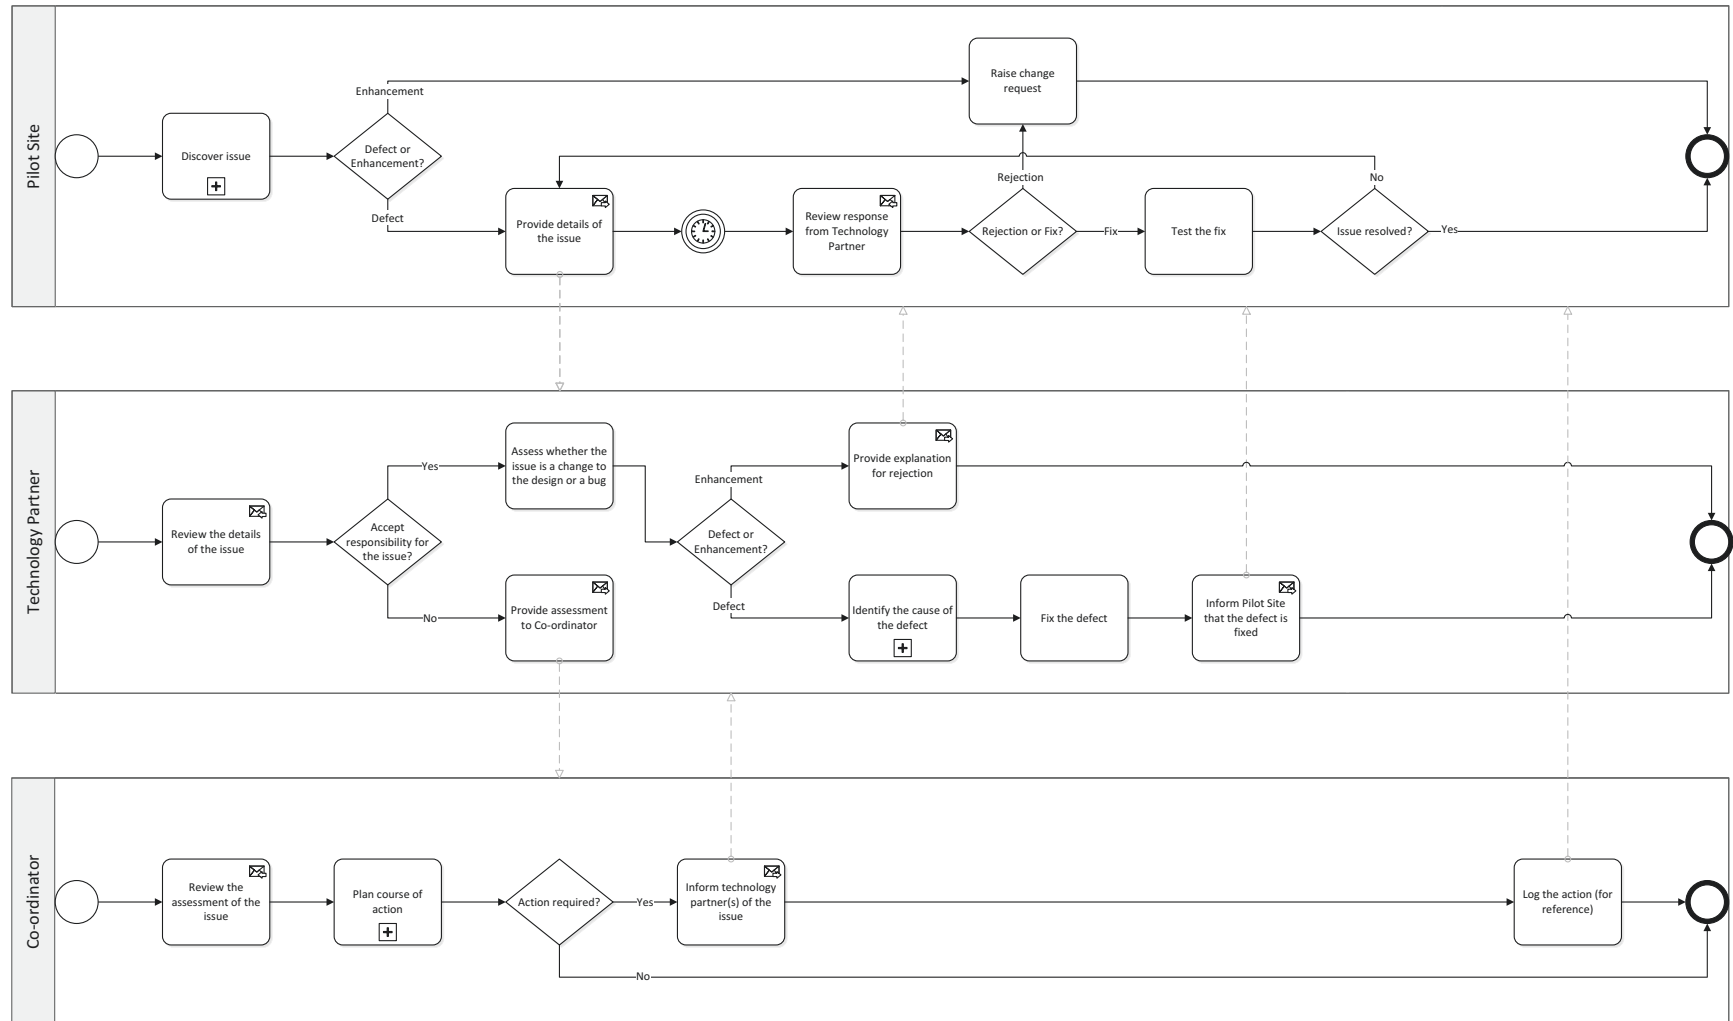 Pilot Site
Discover issue
Enhancement
Defect or
Enhancement?
Defect
Raise change
request
Provide details of
the issue
Review response
from Technology
Partner
Rejection
Rejection or Fix?
Fix
Test the fix
No
Issue resolved?
Yes
Technology Partner
Review the details
of the issue
Accept
responsibility for
the issue?
Yes
No
Assess whether the
issue is a change to
the design or a bug
Provide assessment
to Co-ordinator
Enhancement
Defect or
Enhancement?
Defect
Provide explanation
for rejection
Identify the cause of
the defect
Fix the defect
Inform Pilot Site
that the defect is
fixed
Co-ordinator
Review the
assessment of the
issue
Plan course of
action
Action required?
Yes
No
Inform technology
partner(s) of the
issue
Log the action (for
reference)